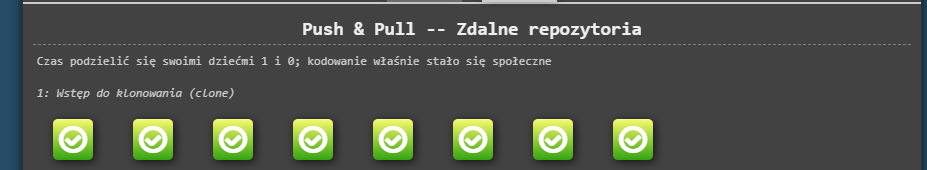 Push & Pull -- Zdalne repozytoria
Czas podzielić się swoimi dziećmi 1 i 0; kodowanie właśnie stało się społeczne
1: Wstęp do klonowania (clone)